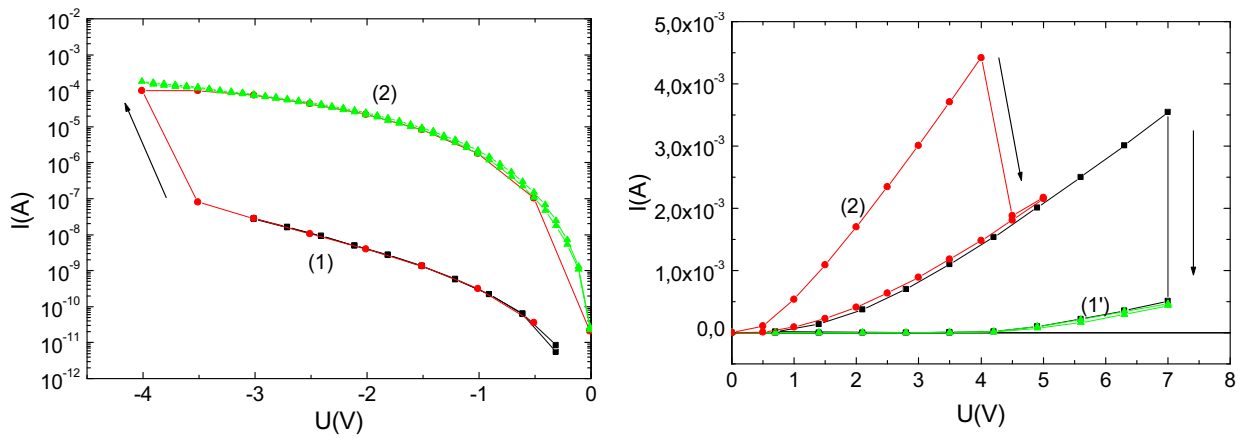 10⁻²
10⁻³
10⁻⁴
10⁻⁵
10⁻⁶
10⁻⁷
10⁻⁸
10⁻⁹
10⁻¹⁰
10⁻¹¹
10⁻¹²
I(A)
(2)
(1)
-4 -3 -2 -1 0
U(V)
5,0x10⁻³
4,0x10⁻³
3,0x10⁻³
2,0x10⁻³
1,0x10⁻³
0,0
I(A)
(2)
(1')
0 1 2 3 4 5 6 7 8
U(V)